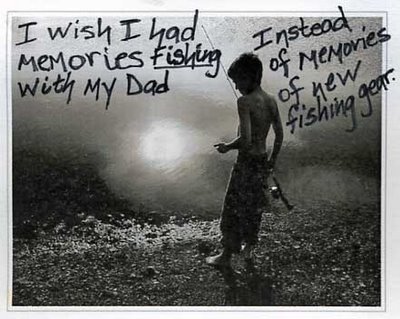 I wish I had
memories fishing
with my Dad
Instead
of memories
of new
fishing gear.